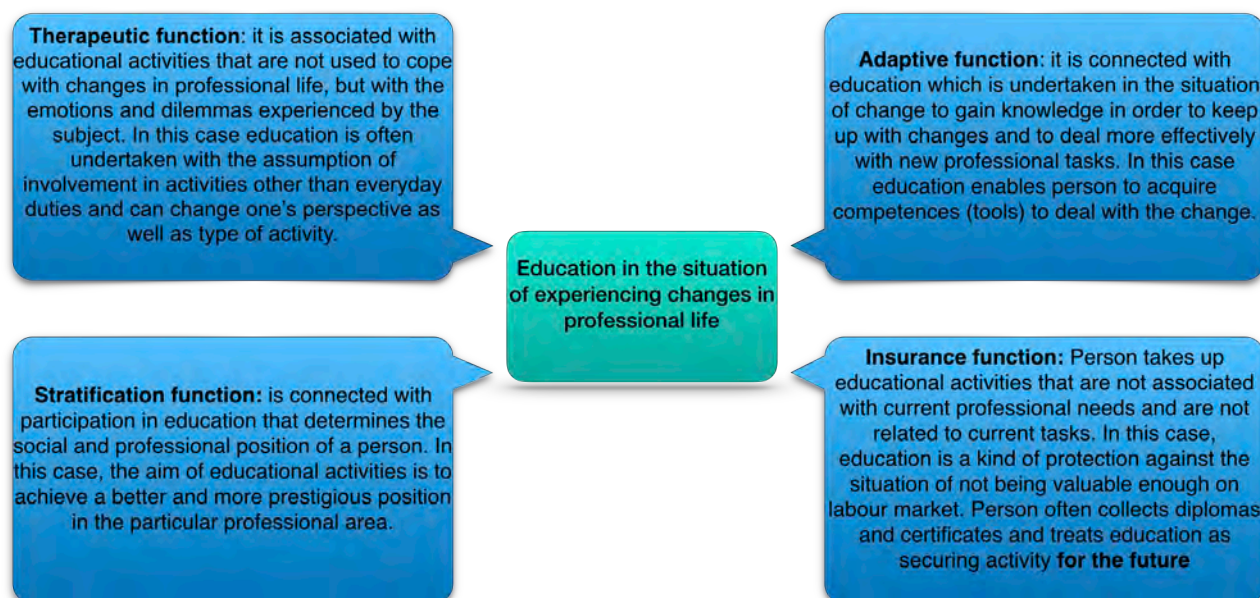 Therapeutic function: it is associated with
educational activities that are not used to cope
with changes in professional life, but with the
emotions and dilemmas experienced by the
subject. In this case education is often
undertaken with the assumption of
involvement in activities other than everyday
duties and can change one's perspective as
well as type of activity.
Adaptive function: it is connected with
education which is undertaken in the situation
of change to gain knowledge in order to keep
up with changes and to deal more effectively
with new professional tasks. In this case
education enables person to acquire
competences (tools) to deal with the change.
Education in the situation
of experiencing changes in
professional life
Stratification function: is connected with
participation in education that determines the
social and professional position of a person. In
this case, the aim of educational activities is to
achieve a better and more prestigious position
in the particular professional area.
Insurance function: Person takes up
educational activities that are not associated
with current professional needs and are not
related to current tasks. In this case,
education is a kind of protection against the
situation of not being valuable enough on
labour market. Person often collects diplomas
and certificates and treats education as
securing activity for the future